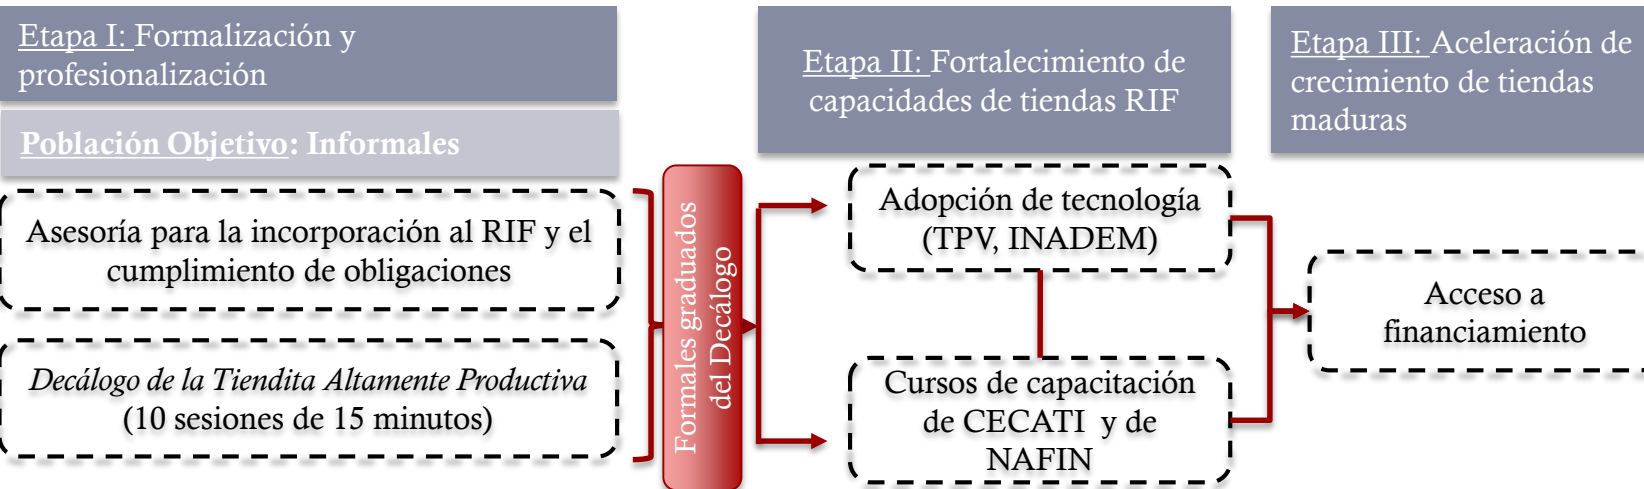 Etapa I: Formalización y
profesionalización
Población Objetivo: Informales
Asesoría para la incorporación al RIF y el
cumplimiento de obligaciones
Decálogo de la Tiendita Altamente Productiva
(10 sesiones de 15 minutos)
Formales graduados
del Decálogo
Etapa II: Fortalecimiento de
capacidades de tiendas RIF
Adopción de tecnología
(TPV, INADEM)
Cursos de capacitación
de CECATI y de
NAFIN
Etapa III: Aceleración de
crecimiento de tiendas
maduras
Acceso a
financiamiento